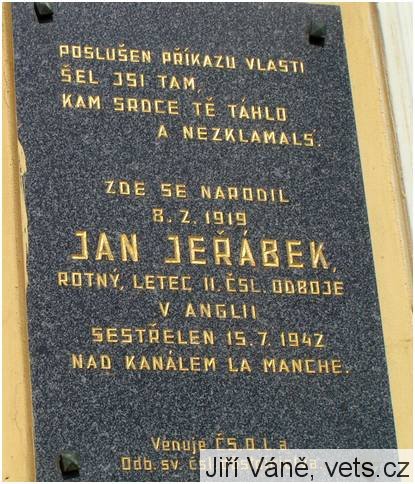 POSLUŠEN PŘÍKAZU VLASTI
ŠEL JSI TAM,
KAM SRDCE TĚ TÁHLO
A NEZKLAMALS.
ZDE SE NARODIL
8. 2. 1919
JAN JEŘÁBEK,
ROTNÝ, LETEC II. ČSL. ODBOJE
V ANGLII
SESTŘELEN 15. 7. 1942
NAD KANÁLEM LA MANCHE.
Věnuje Č.S.O.L. a
Odb. sv.
Jiří Váně, vets.cz